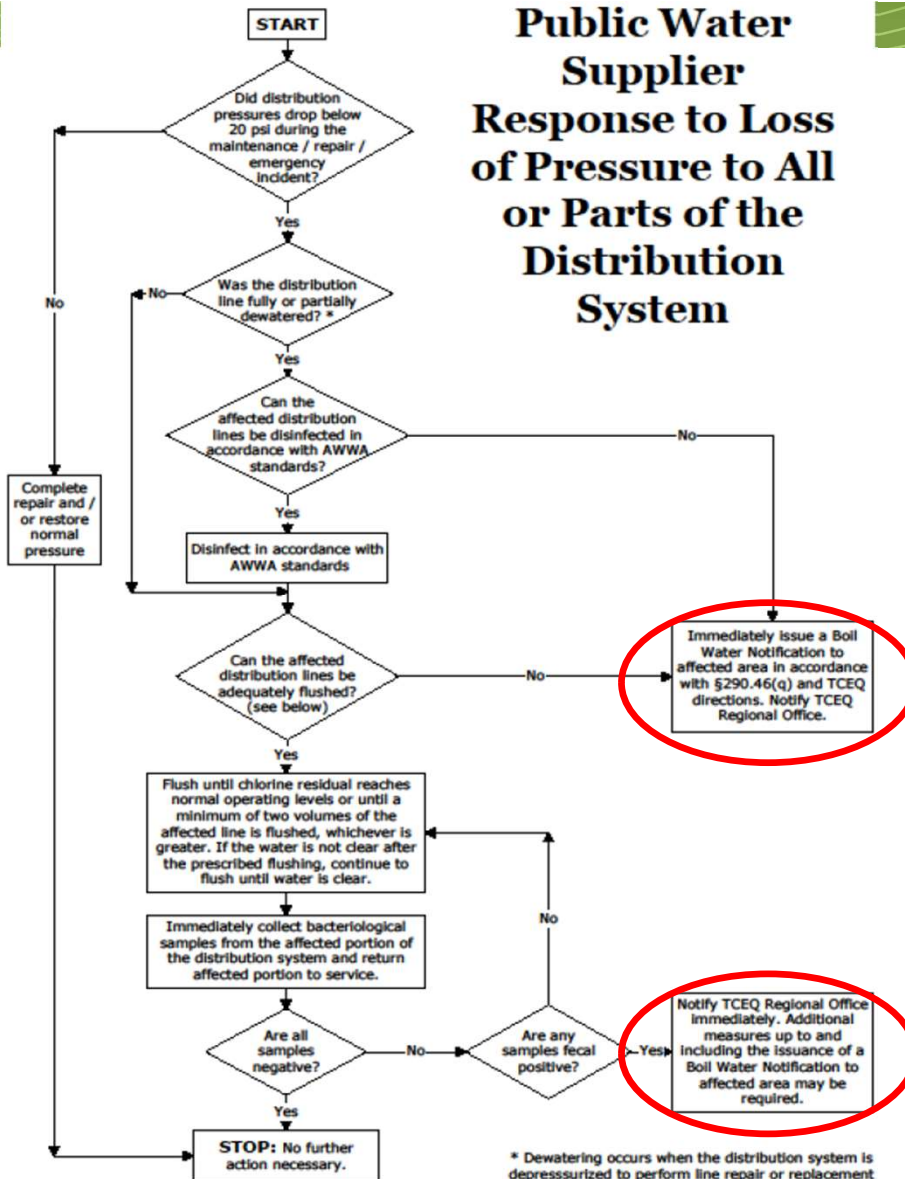 Public Water
Supplier
Response to Loss
of Pressure to All
or Parts of the
Distribution
System
START
Did distribution
pressures drop below
20 psi during the
maintenance / repair /
emergency
incident?
No
Yes
Was the distribution
line fully or partially
dewatered? *
No
Yes
Can the
affected distribution
lines be disinfected in
accordance with AWWA
standards?
No
Yes
Complete
repair and /
or restore
normal
pressure
Disinfect in accordance with
AWWA standards
Can the affected
distribution lines be
adequately flushed?
(see below)
No
Immediately issue a Boil
Water Notification to
affected area in accordance
with §290.46(q) and TCEQ
directions. Notify TCEQ
Regional Office.
Yes
Flush until chlorine residual reaches
normal operating levels or until a
minimum of two volumes of the
affected line is flushed, whichever is
greater. If the water is not clear after
the prescribed flushing, continue to
flush until water is clear.
Immediately collect bacteriological
samples from the affected portion of
the distribution system and return
affected portion to service.
No
Are all
samples
negative?
No
Are any
samples fecal
positive?
Yes
Notify TCEQ Regional Office
immediately. Additional
measures up to and
including the issuance of a
Boil Water Notification to
affected area may be
required.
Yes
STOP: No further
action necessary.
* Dewatering occurs when the distribution system is
depresssurized to perform line repair or replacement